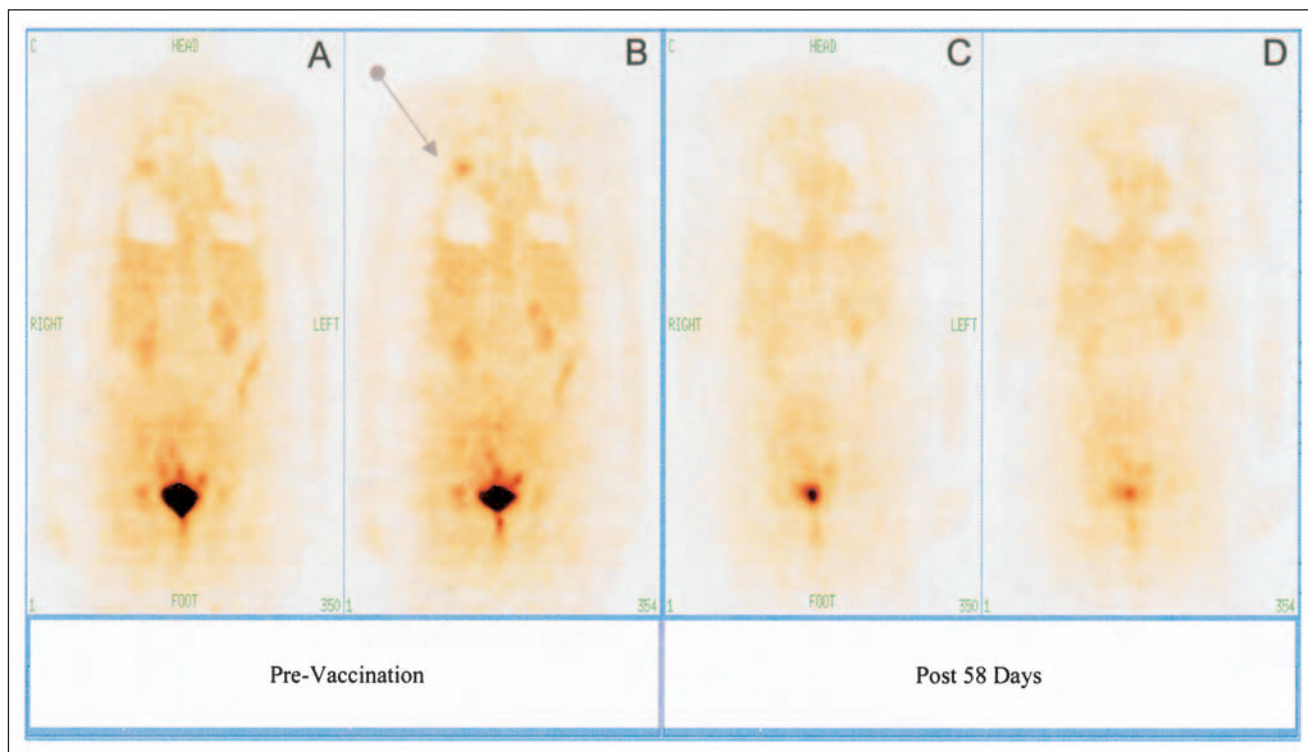 C HEAD A B C HEAD C D
RIGHT LEFT RIGHT LEFT
1 FOOT 350 1 354 1 FOOT 350 1 354
Pre-Vaccination Post 58 Days